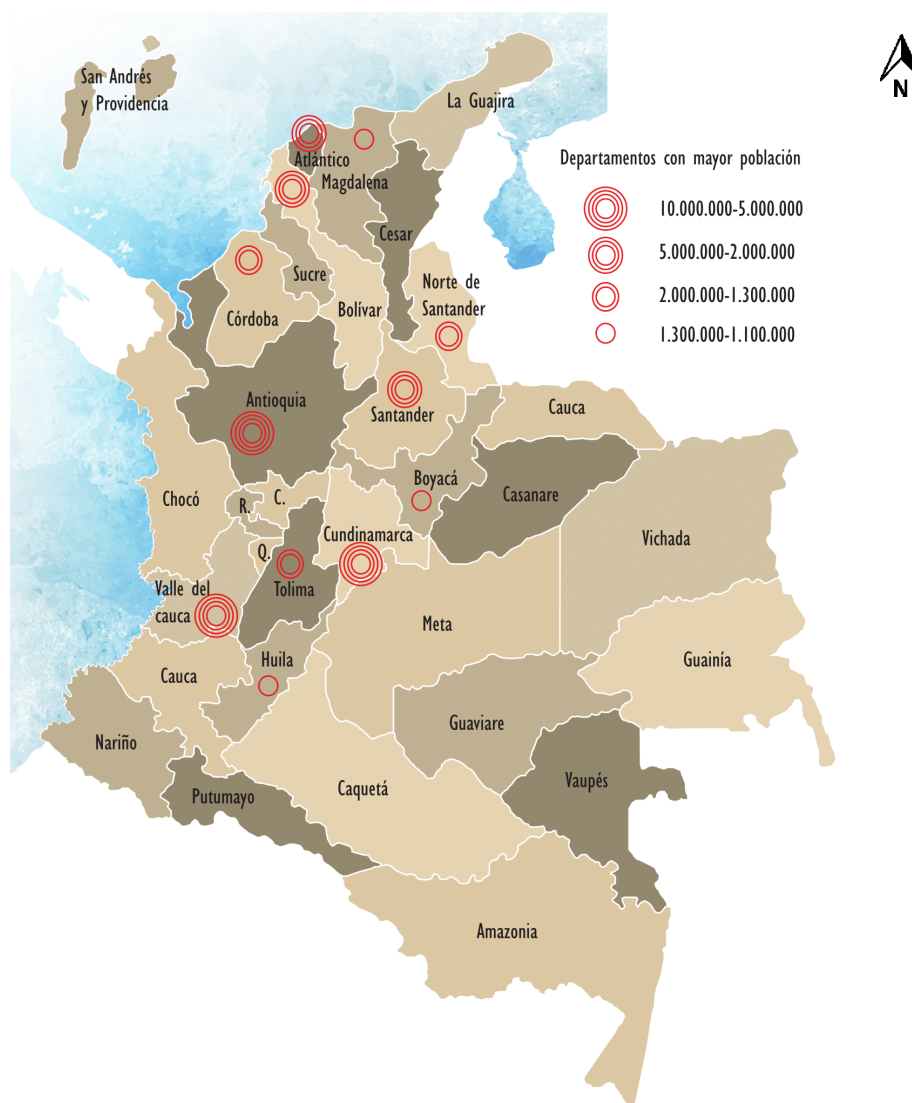 San Andrés
y Providencia
La Guajira
N
Atlántico
Magdalena
Departamentos con mayor población
10.000.000-5.000.000
5.000.000-2.000.000
2.000.000-1.300.000
1.300.000-1.100.000
Cesar
Sucre
Norte de
Santander
Bolívar
Córdoba
Antioquia
Santander
Cauca
Boyacá
Casanare
Chocó
R.
C.
Cundinamarca
Vichada
Q.
Tolima
Valle del
cauca
Meta
Huila
Guainía
Cauca
Guaviare
Nariño
Vaupés
Caquetá
Putumayo
Amazonia